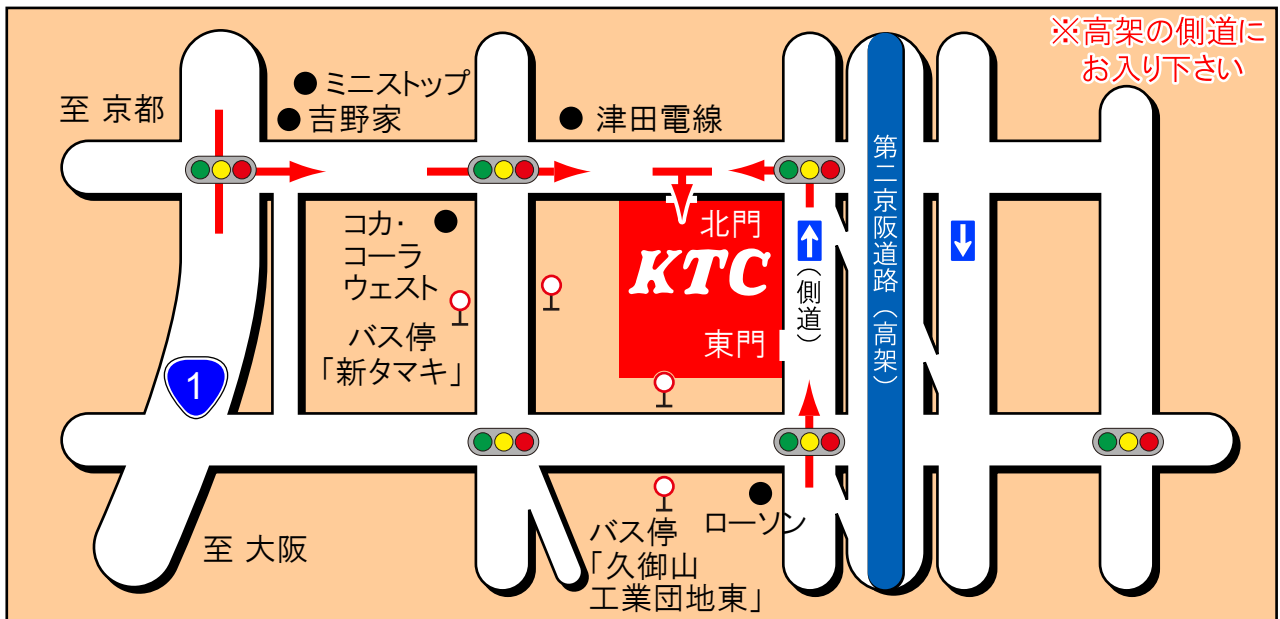 ※高架の側道に
お入り下さい
至 京都
ミニストップ
吉野家
津田電線
コカ・
コーラ
ウェスト
バス停
「新タマキ」
北門
KTC
東門
(側道)
第二京阪道路(高架)
1
至 大阪
バス停
「久御山
工業団地東」
ローソン